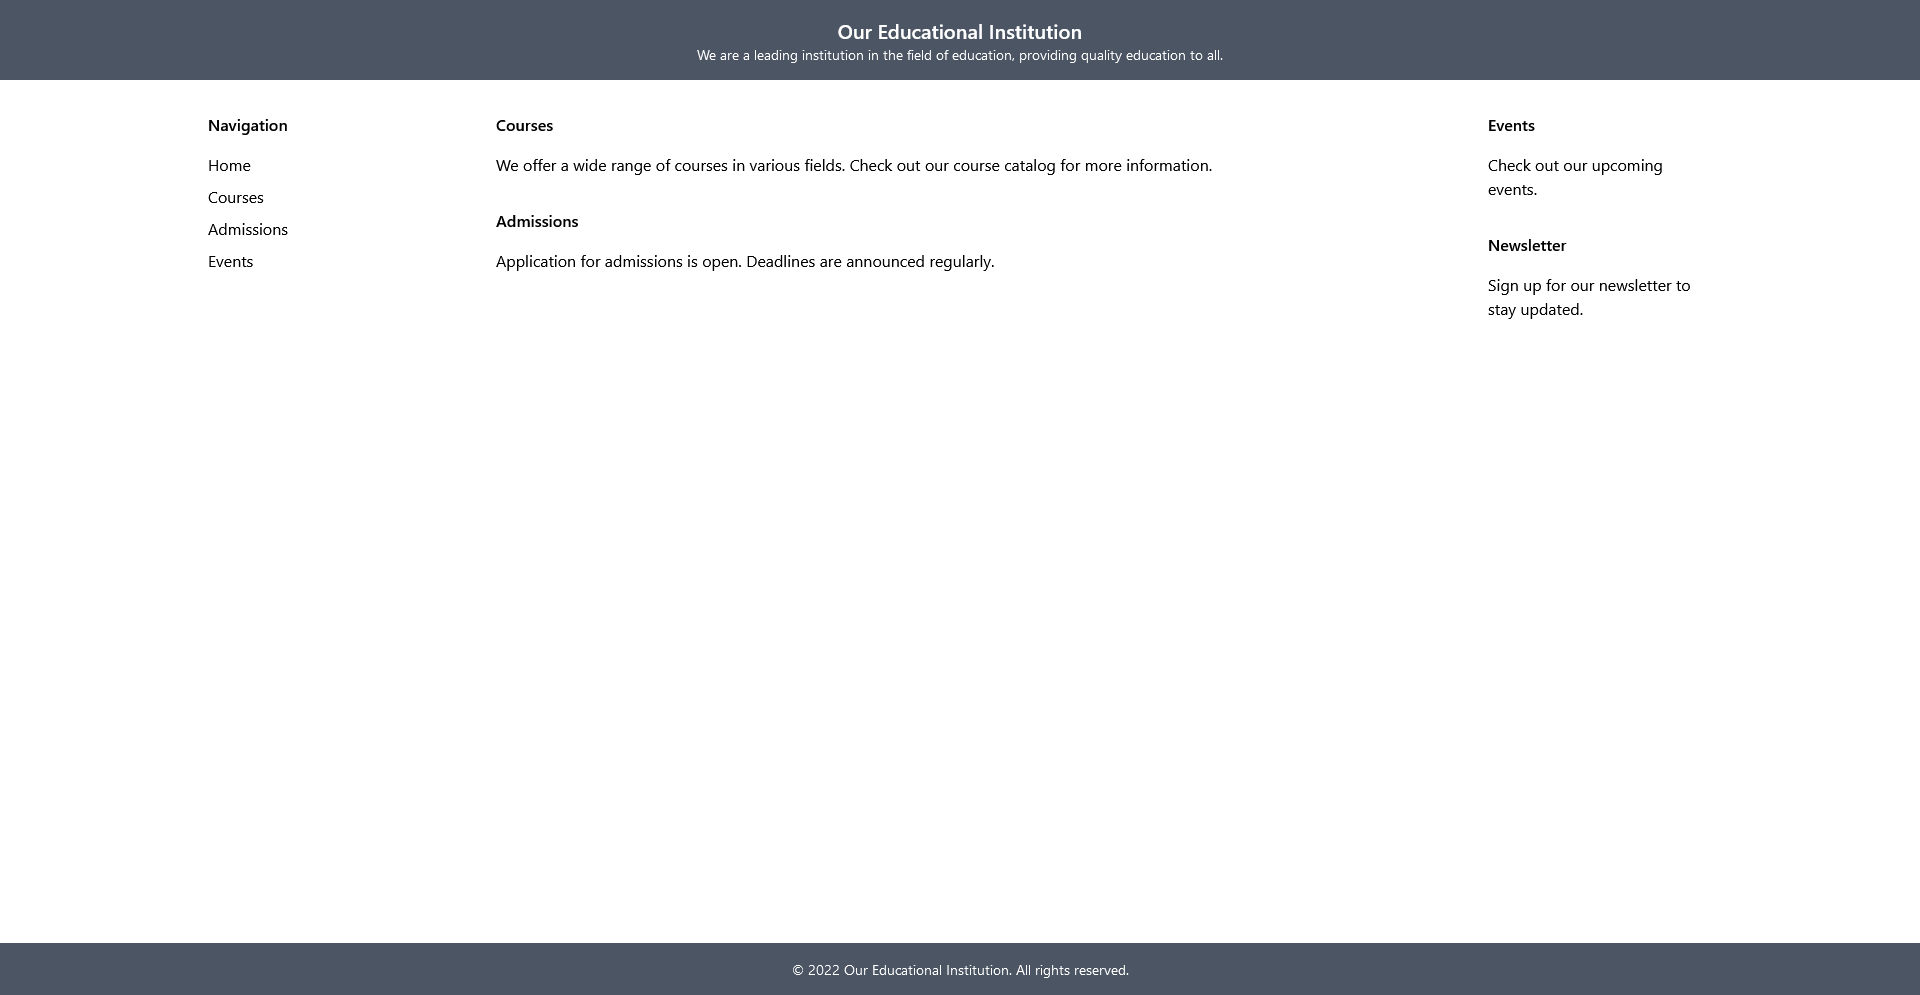 Our Educational Institution
We are a leading institution in the field of education, providing quality education to all.
Navigation
Home
Courses
Admissions
Events
Courses
We offer a wide range of courses in various fields. Check out our course catalog for more information.
Admissions
Application for admissions is open. Deadlines are announced regularly.
Events
Check out our upcoming
events.
Newsletter
Sign up for our newsletter to
stay updated.
© 2022 Our Educational Institution. All rights reserved.